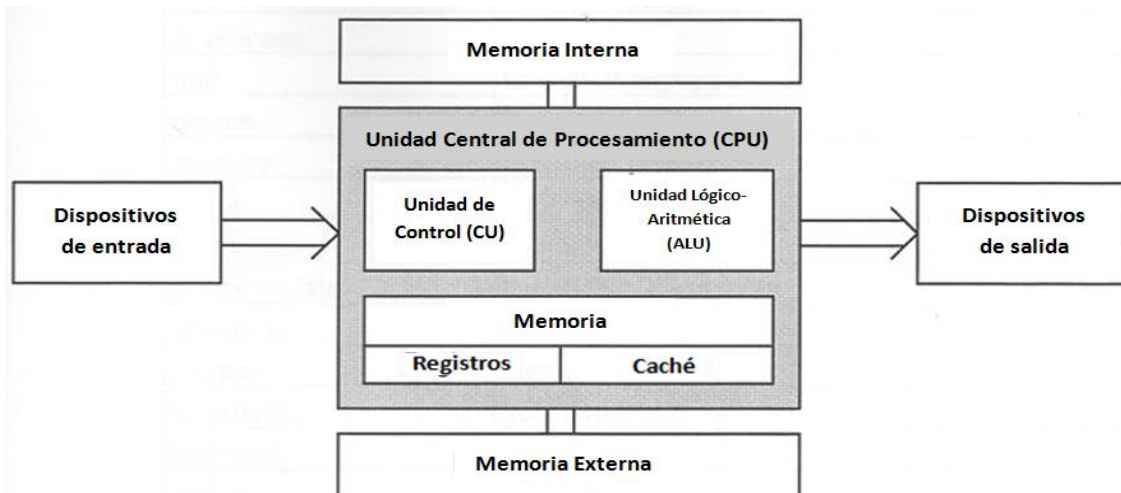 Memoria Interna
Unidad Central de Procesamiento (CPU)
Dispositivos
de entrada
Unidad de
Control (CU)
Unidad Lógico-
Aritmética
(ALU)
Dispositivos
de salida
Memoria
Registros
Caché
Memoria Externa